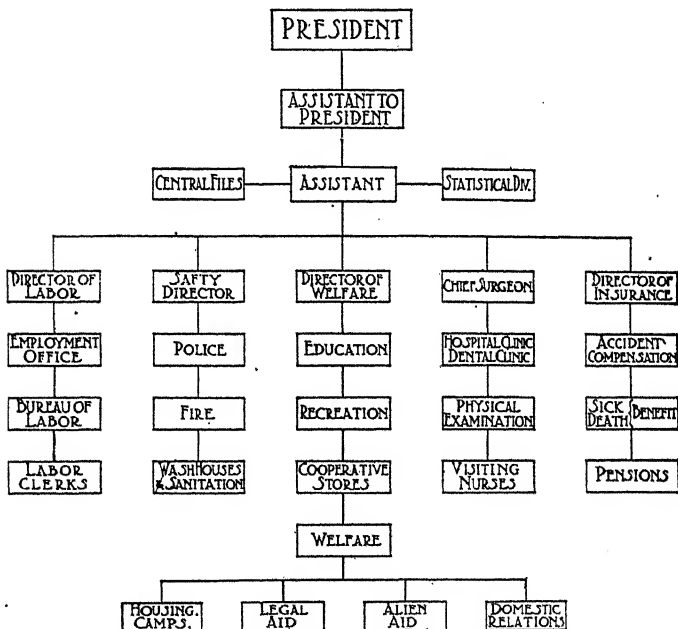 PRESIDENT
ASSISTANT TO
PRESIDENT
CENTRAL FILES
ASSISTANT
STATISTICAL DIV.
DIRECTOR OF
LABOR
SAFTY
DIRECTOR
DIRECTOR OF
WELFARE
CHIEF SURGEON
DIRECTOR OF
INSURANCE
EMPLOYMENT
OFFICE
POLICE
EDUCATION
HOSPITAL CLINIC
DENTAL CLINIC
ACCIDENT
COMPENSATION
BUREAU OF
LABOR
FIRE
RECREATION
PHYSICAL
EXAMINATION
SICK
DEATH
BENEFIT
LABOR
CLERKS
WASH HOUSES
& SANITATION
COOPERATIVE
STORES
VISITING
NURSES
PENSIONS
WELFARE
HOUSING.
CAMPS.
LEGAL
AID
ALIEN
AID
DOMESTIC
RELATIONS